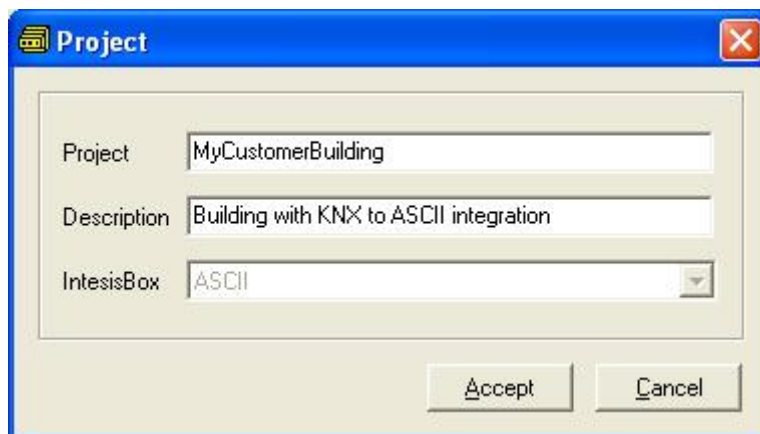 Project
Project MyCustomerBuilding
Description Building with KNX to ASCII integration
IntesisBox ASCII
Accept Cancel